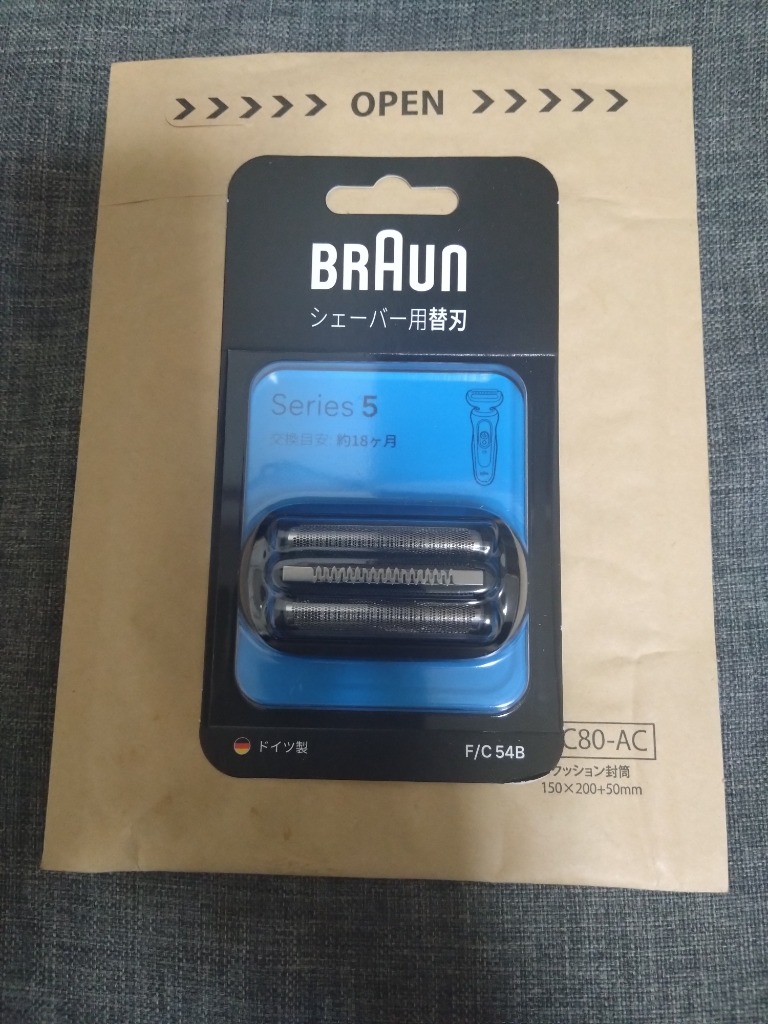 >>>>> OPEN >>>>>
BRAUN
シェーバー用替刃
Series 5
交換目安: 約18ヶ月
ドイツ製
F/C 54B
C80-AC
クッション封筒
150×200+50mm